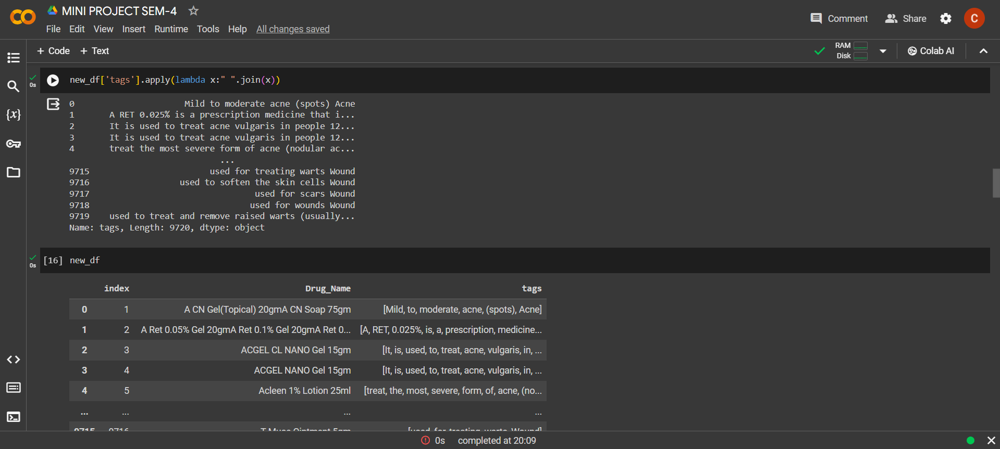 MINI PROJECT SEM-4
Comment
Share
C
File Edit View Insert Runtime Tools Help All changes saved
+ Code + Text
RAM
Disk
Colab AI
0s
new_df['tags'].apply(lambda x:" ".join(x))
0 Mild to moderate acne (spots) Acne
1 A RET 0.025% is a prescription medicine that i...
2 It is used to treat acne vulgaris in people 12...
3 It is used to treat acne vulgaris in people 12...
4 treat the most severe form of acne (nodular ac...
...
9715 used for treating warts Wound
9716 used to soften the skin cells Wound
9717 used for scars Wound
9718 used for wounds Wound
9719 used to treat and remove raised warts (usually...
Name: tags, Length: 9720, dtype: object
0s
[16] new_df
index Drug_Name tags
0 1 A CN Gel(Topical) 20gmA CN Soap 75gm [Mild, to, moderate, acne, (spots), Acne]
1 2 A Ret 0.05% Gel 20gmA Ret 0.1% Gel 20gmA Ret 0... [A, RET, 0.025%, is, a, prescription, medicine...
2 3 ACGEL CL NANO Gel 15gm [It, is, used, to, treat, acne, vulgaris, in, ...
3 4 ACGEL NANO Gel 15gm [It, is, used, to, treat, acne, vulgaris, in, ...
4 5 Acleen 1% Lotion 25ml [treat, the, most, severe, form, of, acne, (no...
... ... ... ...
9715 9716 T Muce Ointment 5gm [used, for, treating, warts, Wound]
0s completed at 20:09